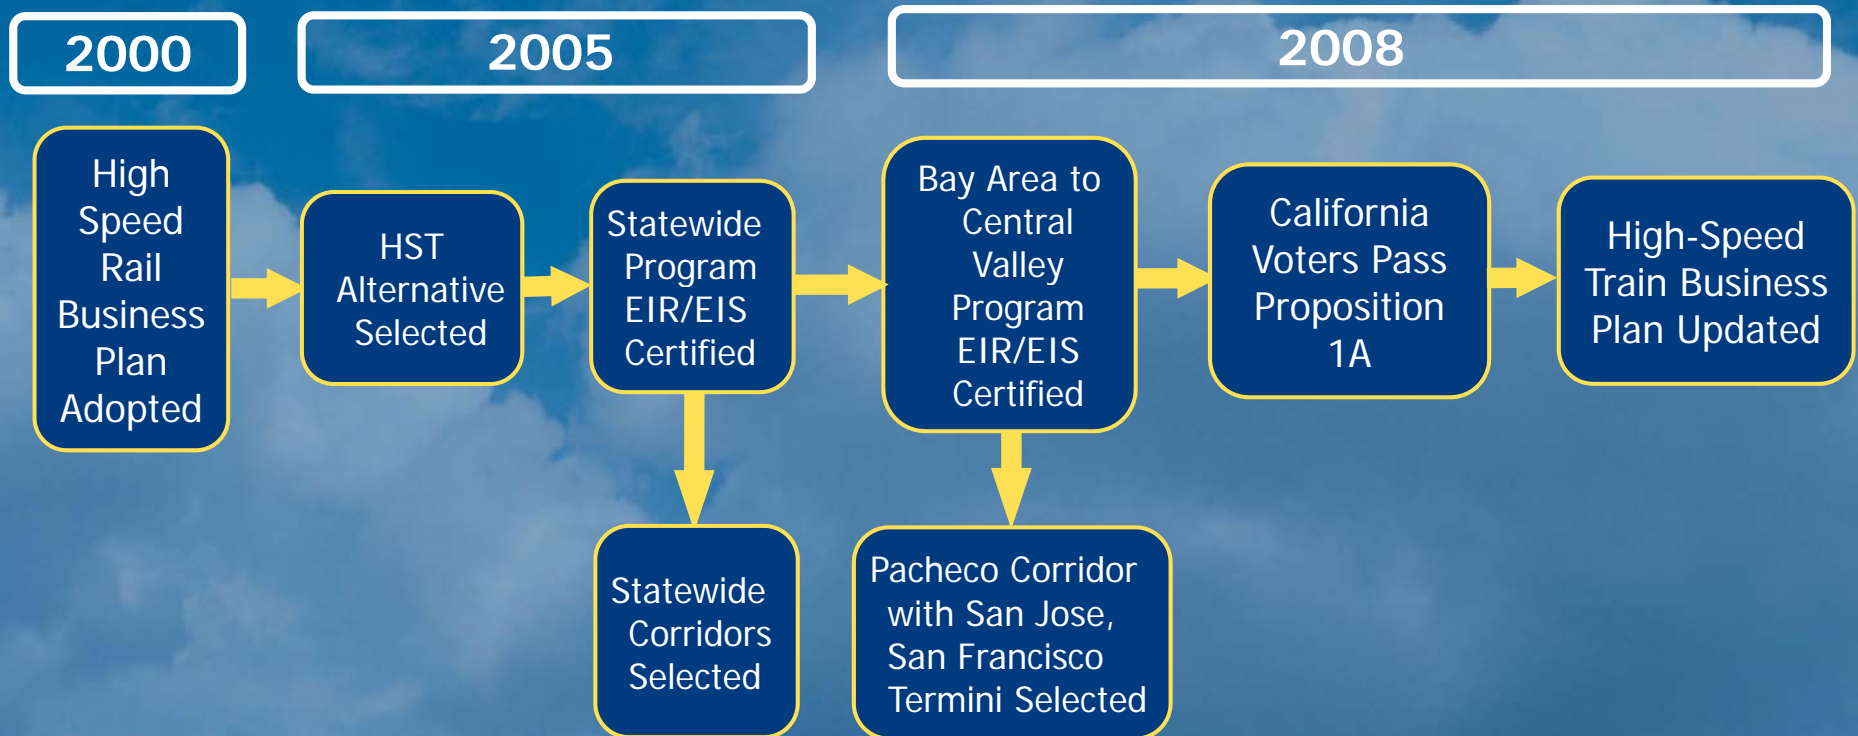 2000
2005
2008
High
Speed
Rail
Business
Plan
Adopted
HST
Alternative
Selected
Statewide
Program
EIR/EIS
Certified
Bay Area to
Central
Valley
Program
EIR/EIS
Certified
California
Voters Pass
Proposition
1A
High-Speed
Train Business
Plan Updated
Statewide
Corridors
Selected
Pacheco Corridor
with San Jose,
San Francisco
Termini Selected